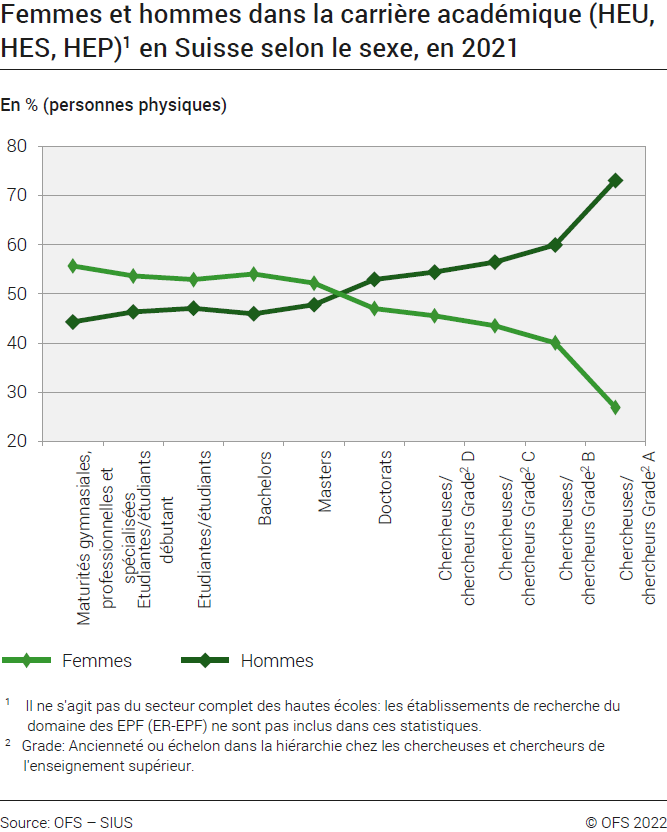 Femmes et hommes dans la carrière académique (HEU,
HES, HEP)¹ en Suisse selon le sexe, en 2021
En % (personnes physiques)
80
70
60
50
40
30
20
Maturités gymnasiales,
professionnelles et
spécialisées
Etudiantes/étudiants
débutant
Etudiantes/étudiants
Bachelors
Masters
Doctorats
Chercheuses/
chercheurs Grade² D
Chercheuses/
chercheurs Grade² C
Chercheuses/
chercheurs Grade² B
Chercheuses/
chercheurs Grade² A
Femmes
Hommes
¹ Il ne s'agit pas du secteur complet des hautes écoles: les établissements de recherche du
domaine des EPF (ER-EPF) ne sont pas inclus dans ces statistiques.
² Grade: Ancienneté ou échelon dans la hiérarchie chez les chercheuses et chercheurs de
l'enseignement supérieur.
Source: OFS – SIUS
© OFS 2022